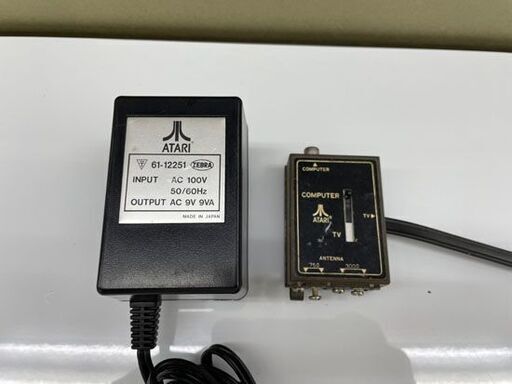 ATARI
61-12251 ZEBRA
INPUT AC 100V
50/60Hz
OUTPUT AC 9V 9VA
MADE IN JAPAN
COMPUTER
COMPUTER
TV
ATARI
TV
ANTENNA
75Ω 300Ω